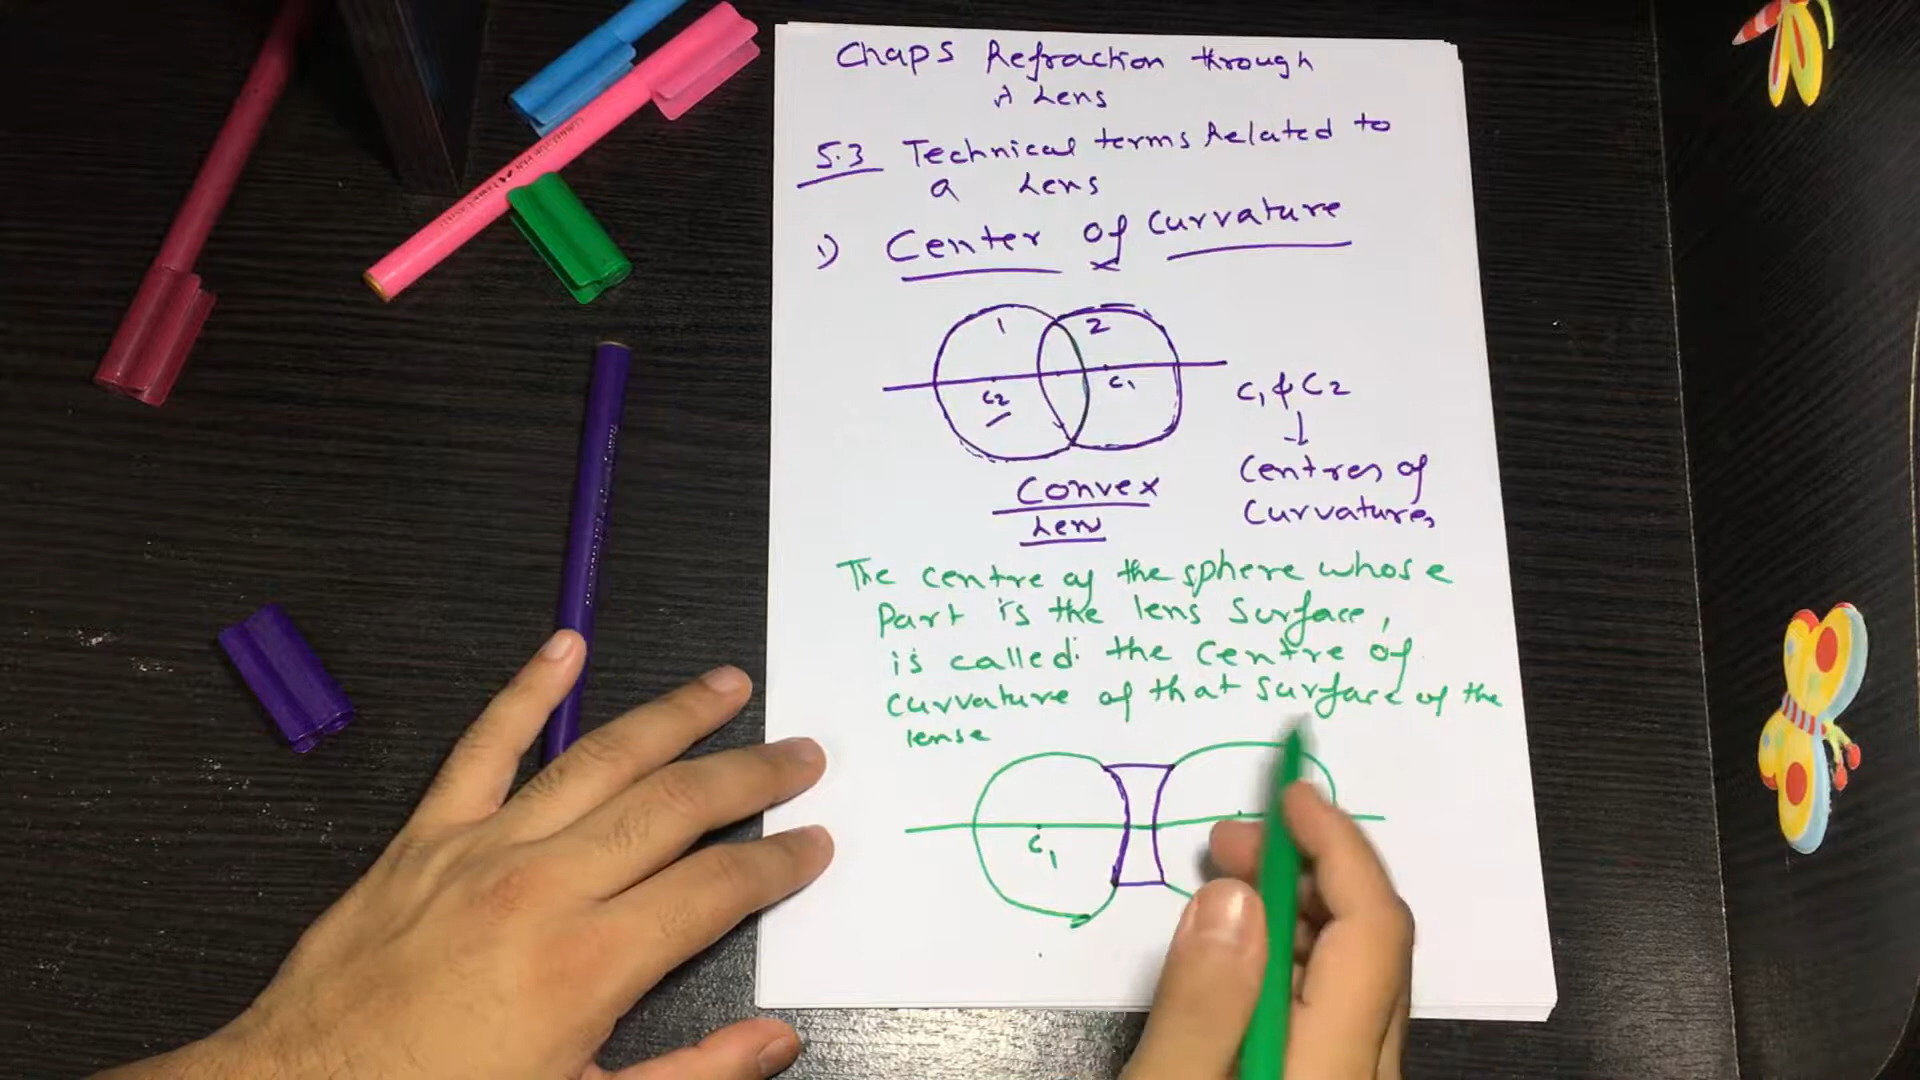 Chap 5 Refraction through
A Lens
5.3 Technical terms Related to
a Lens
1) Center of Curvature
1 2
C2 C1
C1 & C2
Centres of
Curvatures
Convex
Lens
The centre of the sphere whose
Part is the lens surface,
is called the centre of
curvature of that surface of the
lense
C1